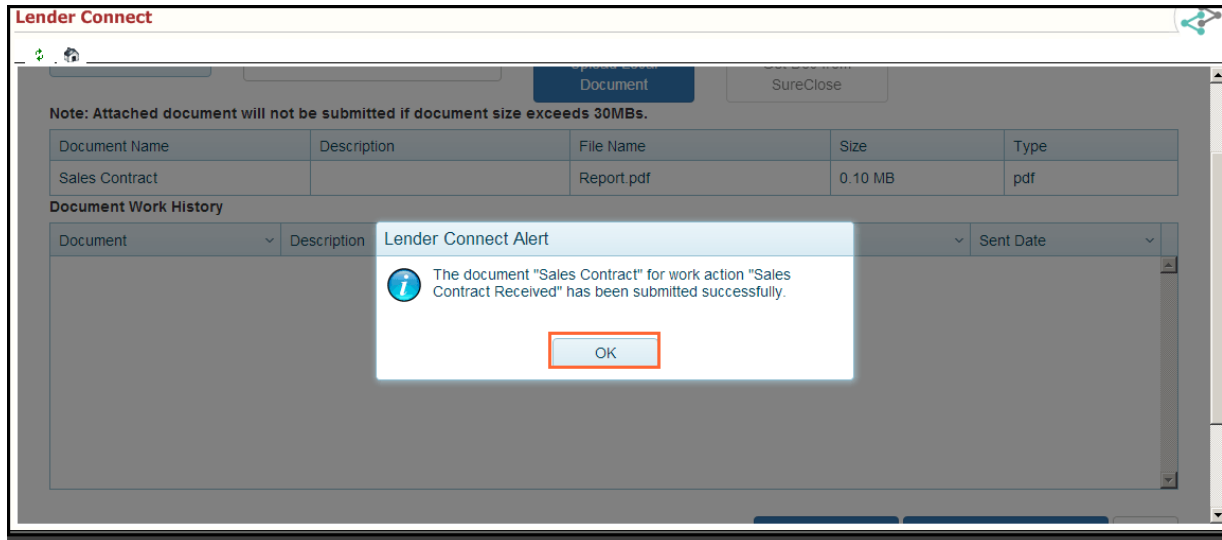 Lender Connect
Document
SureClose
Note: Attached document will not be submitted if document size exceeds 30MBs.
Document Name Description File Name Size Type
Sales Contract Report.pdf 0.10 MB pdf
Document Work History
Document Description Sent Date
Lender Connect Alert
The document "Sales Contract" for work action "Sales
Contract Received" has been submitted successfully.
OK